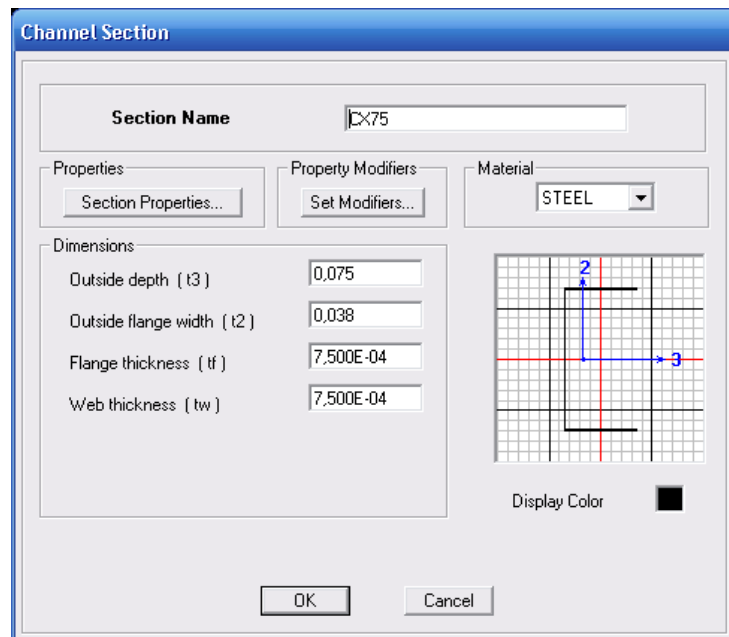 Channel Section
Section Name
CX75
Properties
Section Properties...
Property Modifiers
Set Modifiers...
Material
STEEL
Dimensions
Outside depth ( t3 )
0,075
Outside flange width ( t2 )
0,038
Flange thickness ( tf )
7,500E-04
Web thickness ( tw )
7,500E-04
2
3
Display Color
OK
Cancel